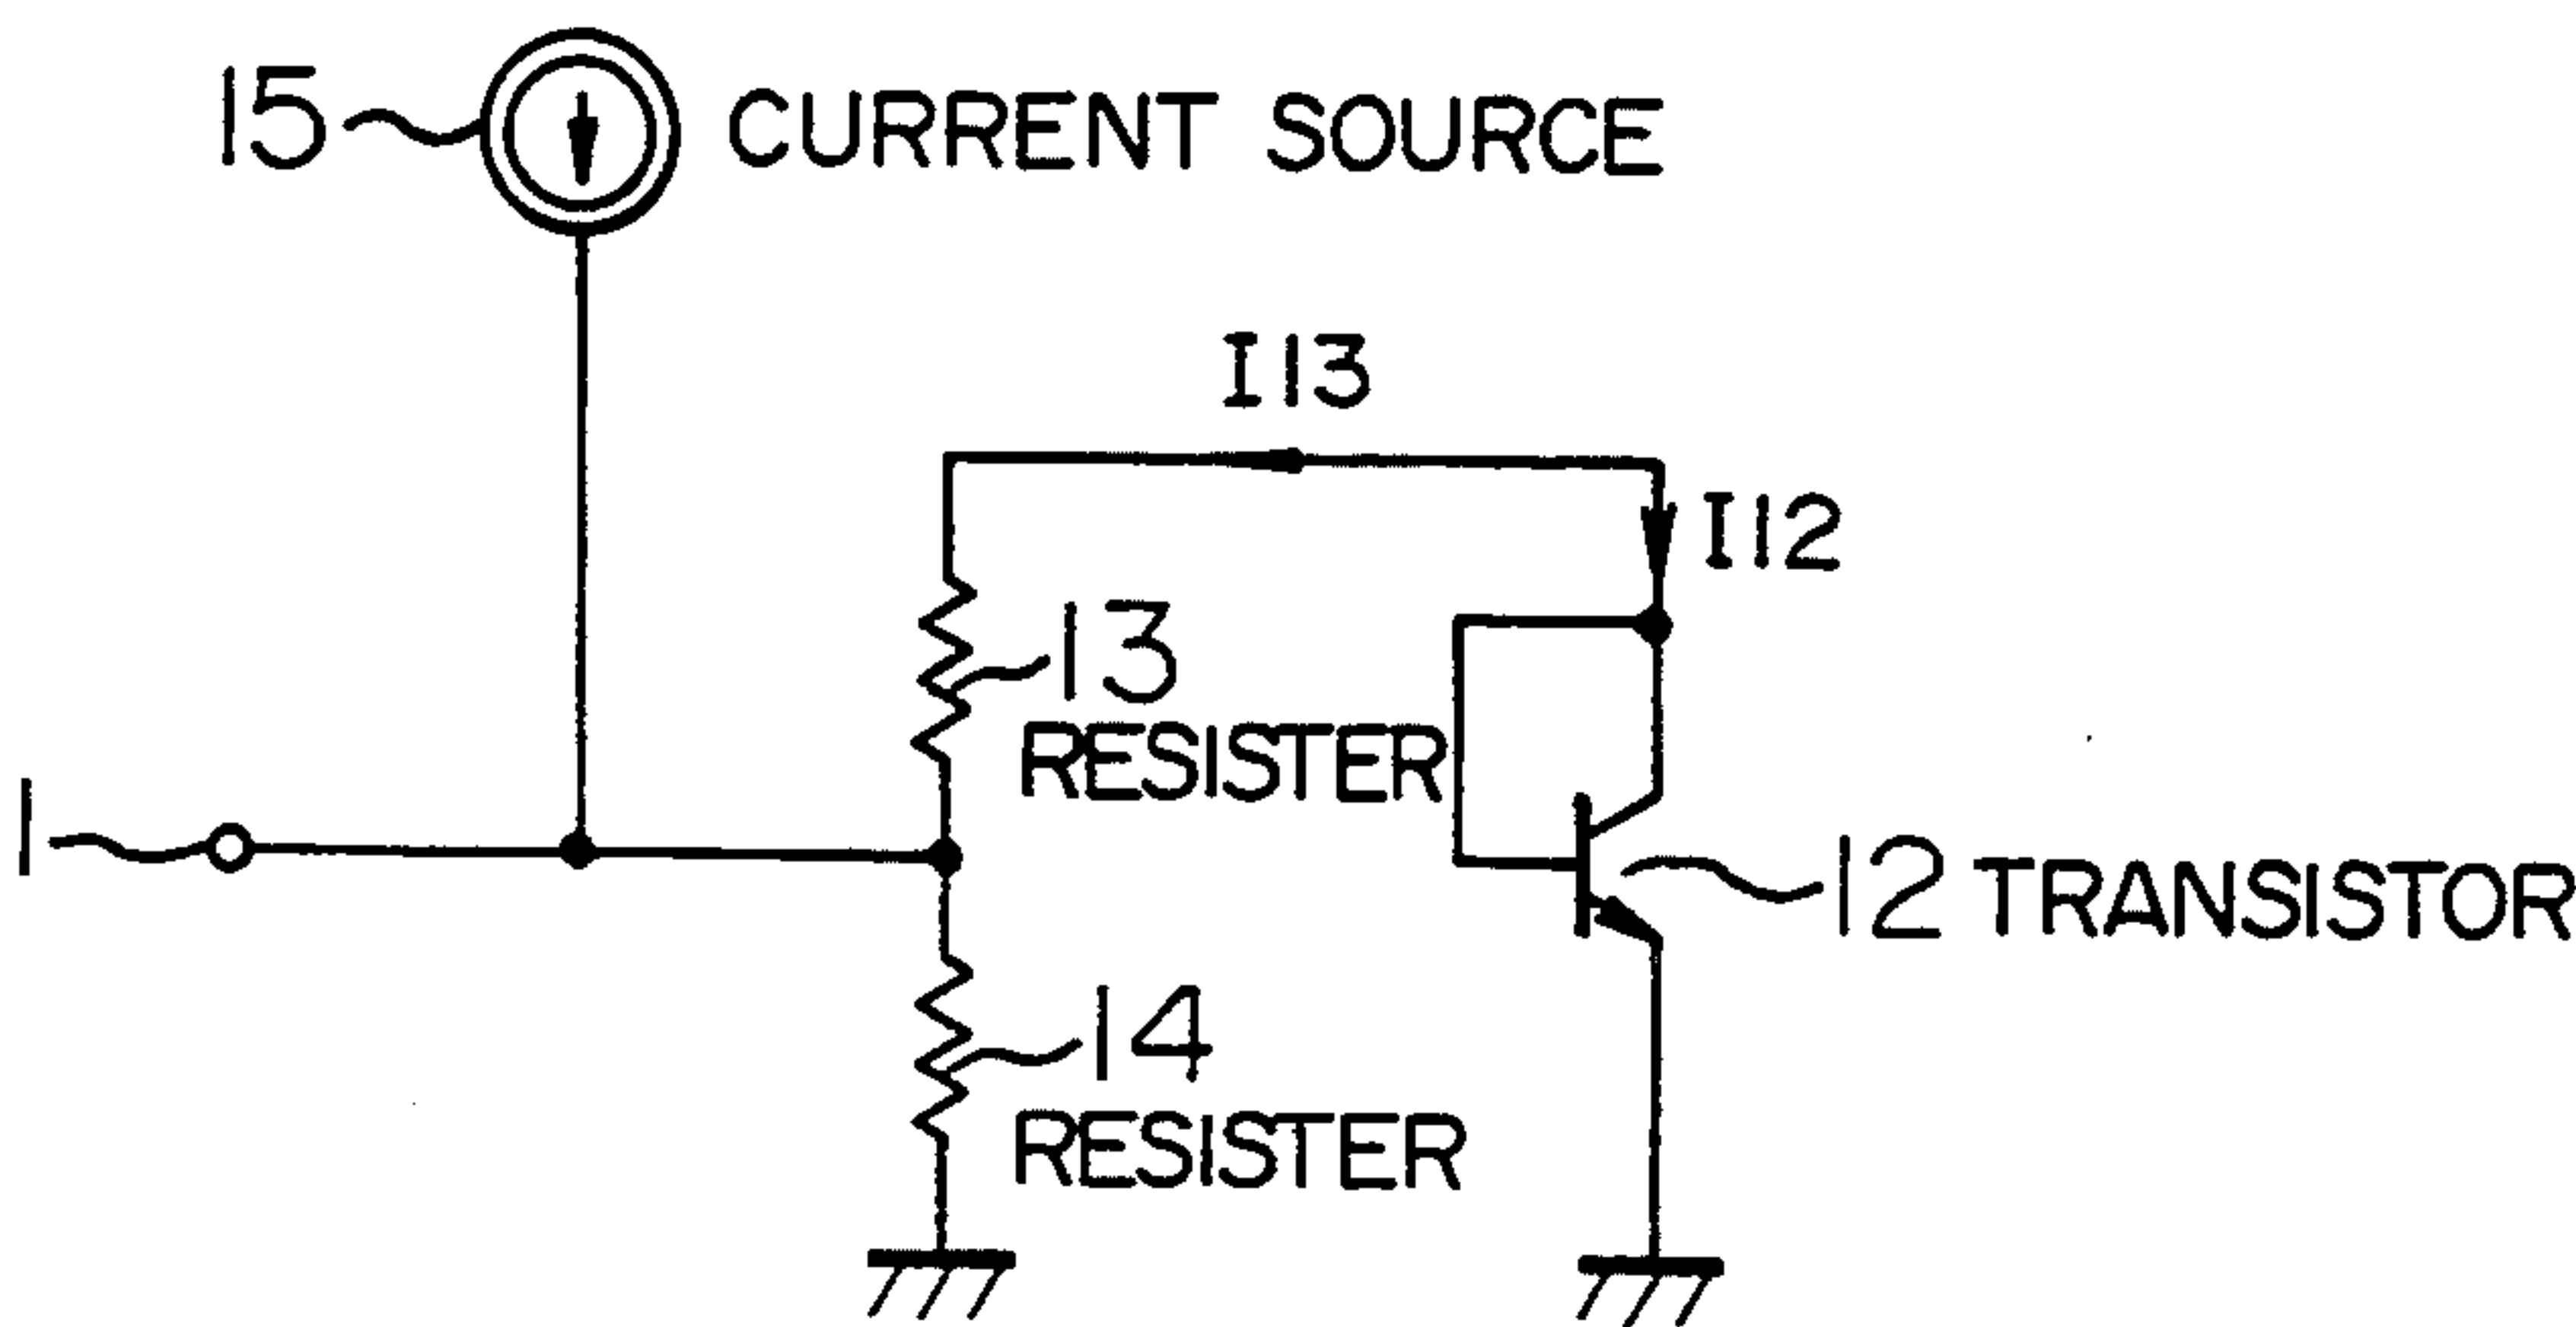 15 CURRENT SOURCE
I13
I12
13
RESISTER
1
12 TRANSISTOR
14
RESISTER